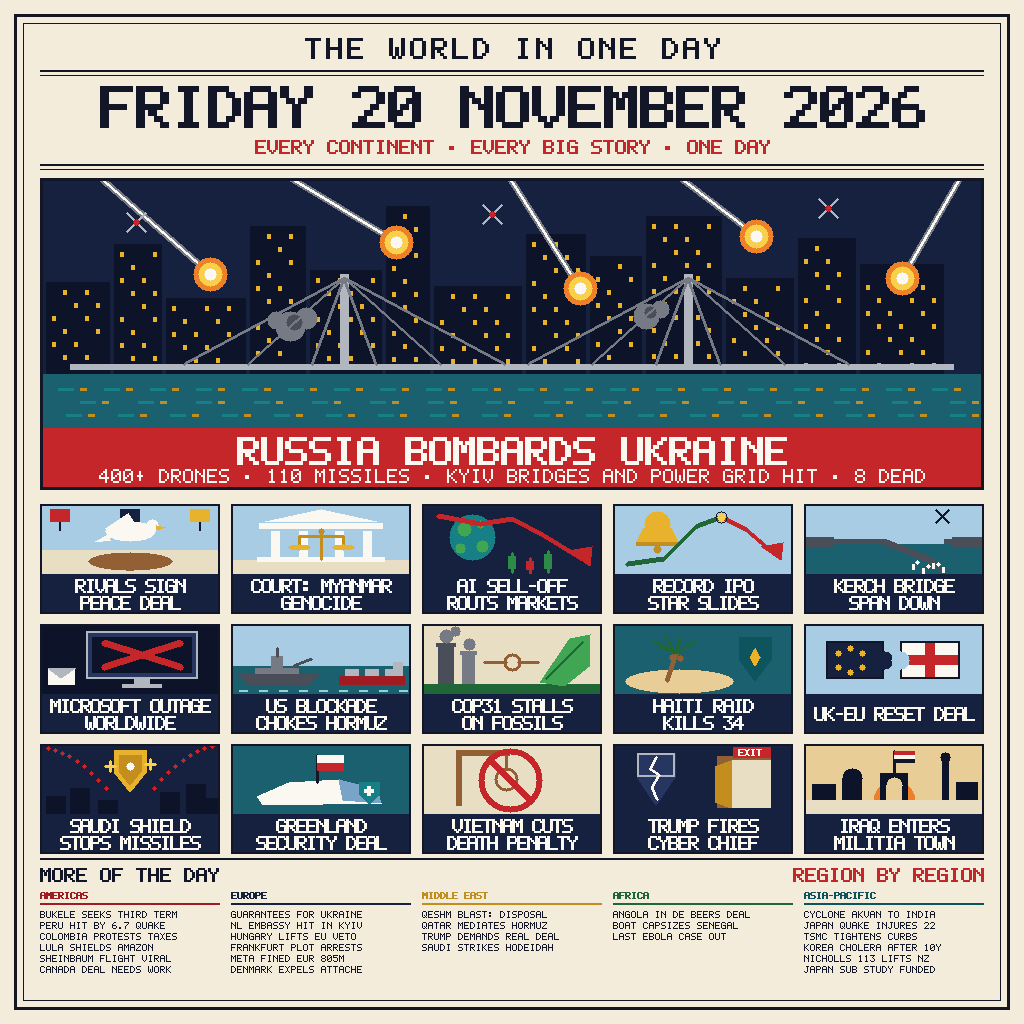 THE WORLD IN ONE DAY
FRIDAY 20 NOVEMBER 2026
EVERY CONTINENT · EVERY BIG STORY · ONE DAY
RUSSIA BOMBARDS UKRAINE
400+ DRONES · 110 MISSILES · KYIV BRIDGES AND POWER GRID HIT · 8 DEAD
RIVALS SIGN
PEACE DEAL
COURT: MYANMAR
GENOCIDE
AI SELL-OFF
ROUTS MARKETS
RECORD IPO
STAR SLIDES
KERCH BRIDGE
SPAN DOWN
MICROSOFT OUTAGE
WORLDWIDE
US BLOCKADE
CHOKES HORMUZ
COP31 STALLS
ON FOSSILS
HAITI RAID
KILLS 34
UK-EU RESET DEAL
SAUDI SHIELD
STOPS MISSILES
GREENLAND
SECURITY DEAL
VIETNAM CUTS
DEATH PENALTY
EXIT
TRUMP FIRES
CYBER CHIEF
IRAQ ENTERS
MILITIA TOWN
MORE OF THE DAY
REGION BY REGION
AMERICAS
BUKELE SEEKS THIRD TERM
PERU HIT BY 6.7 QUAKE
COLOMBIA PROTESTS TAXES
LULA SHIELDS AMAZON
SHEINBAUM FLIGHT VIRAL
CANADA DEAL NEEDS WORK
EUROPE
GUARANTEES FOR UKRAINE
NL EMBASSY HIT IN KYIV
HUNGARY LIFTS EU VETO
FRANKFURT PLOT ARRESTS
META FINED EUR 805M
DENMARK EXPELS ATTACHE
MIDDLE EAST
QESHM BLAST: DISPOSAL
QATAR MEDIATES HORMUZ
TRUMP DEMANDS REAL DEAL
SAUDI STRIKES HODEIDAH
AFRICA
ANGOLA IN DE BEERS DEAL
BOAT CAPSIZES SENEGAL
LAST EBOLA CASE OUT
ASIA-PACIFIC
CYCLONE AKVAN TO INDIA
JAPAN QUAKE INJURES 22
TSMC TIGHTENS CURBS
KOREA CHOLERA AFTER 10Y
NICHOLLS 113 LIFTS NZ
JAPAN SUB STUDY FUNDED